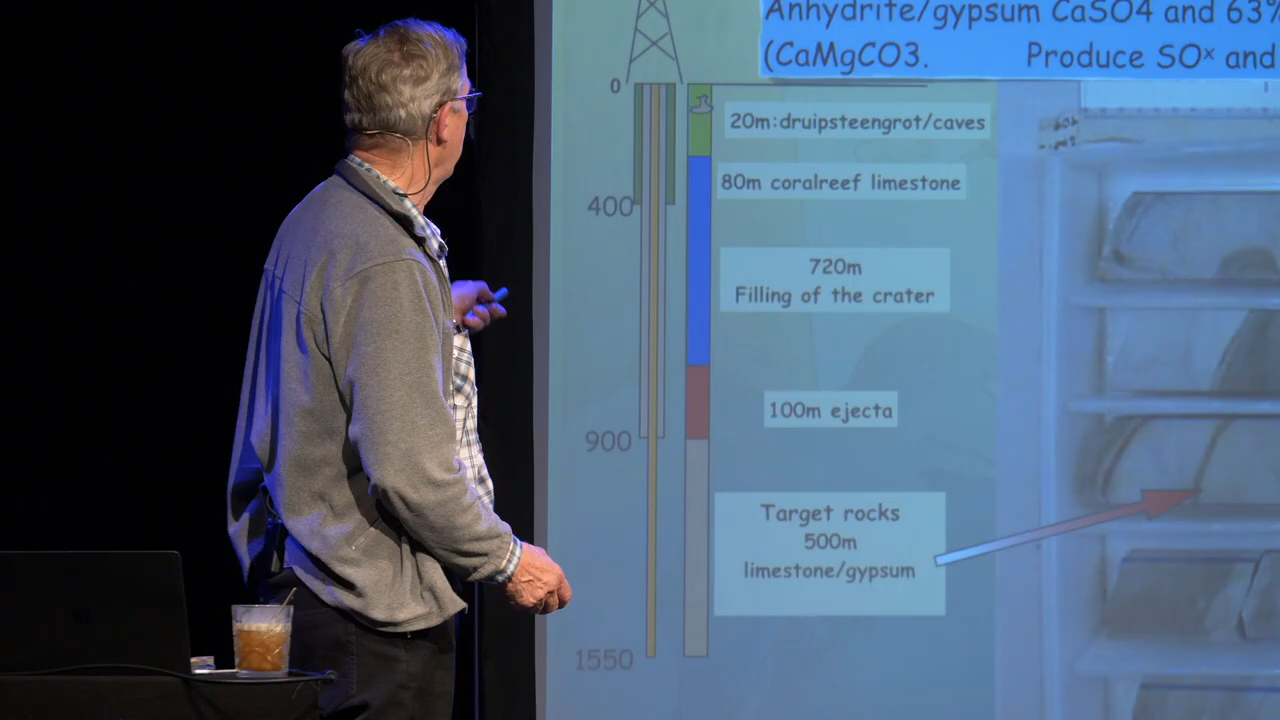 Anhydrite/gypsum CaSO4 and 63%
(CaMgCO3. Produce SOˣ and
0
20m:druipsteengrot/caves
80m coralreef limestone
400
720m
Filling of the crater
100m ejecta
900
Target rocks
500m
limestone/gypsum
1550